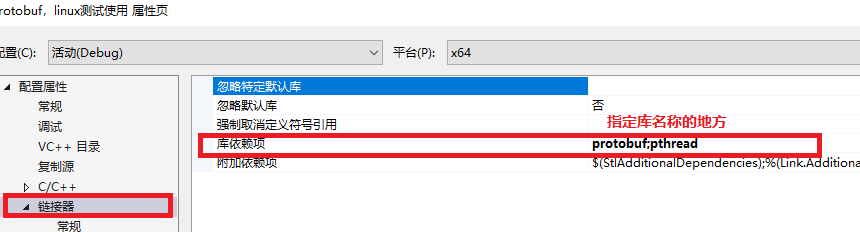 rotobuf，linux测试使用 属性页
配置(C): 活动(Debug) 平台(P): x64
配置属性
常规
调试
VC++ 目录
复制源
C/C++
链接器
常规
忽略特定默认库
忽略默认库 否
强制取消定义符号引用
指定库名称的地方
库依赖项 protobuf;pthread
附加依赖项 $(StlAdditionalDependencies);%(Link.Additiona